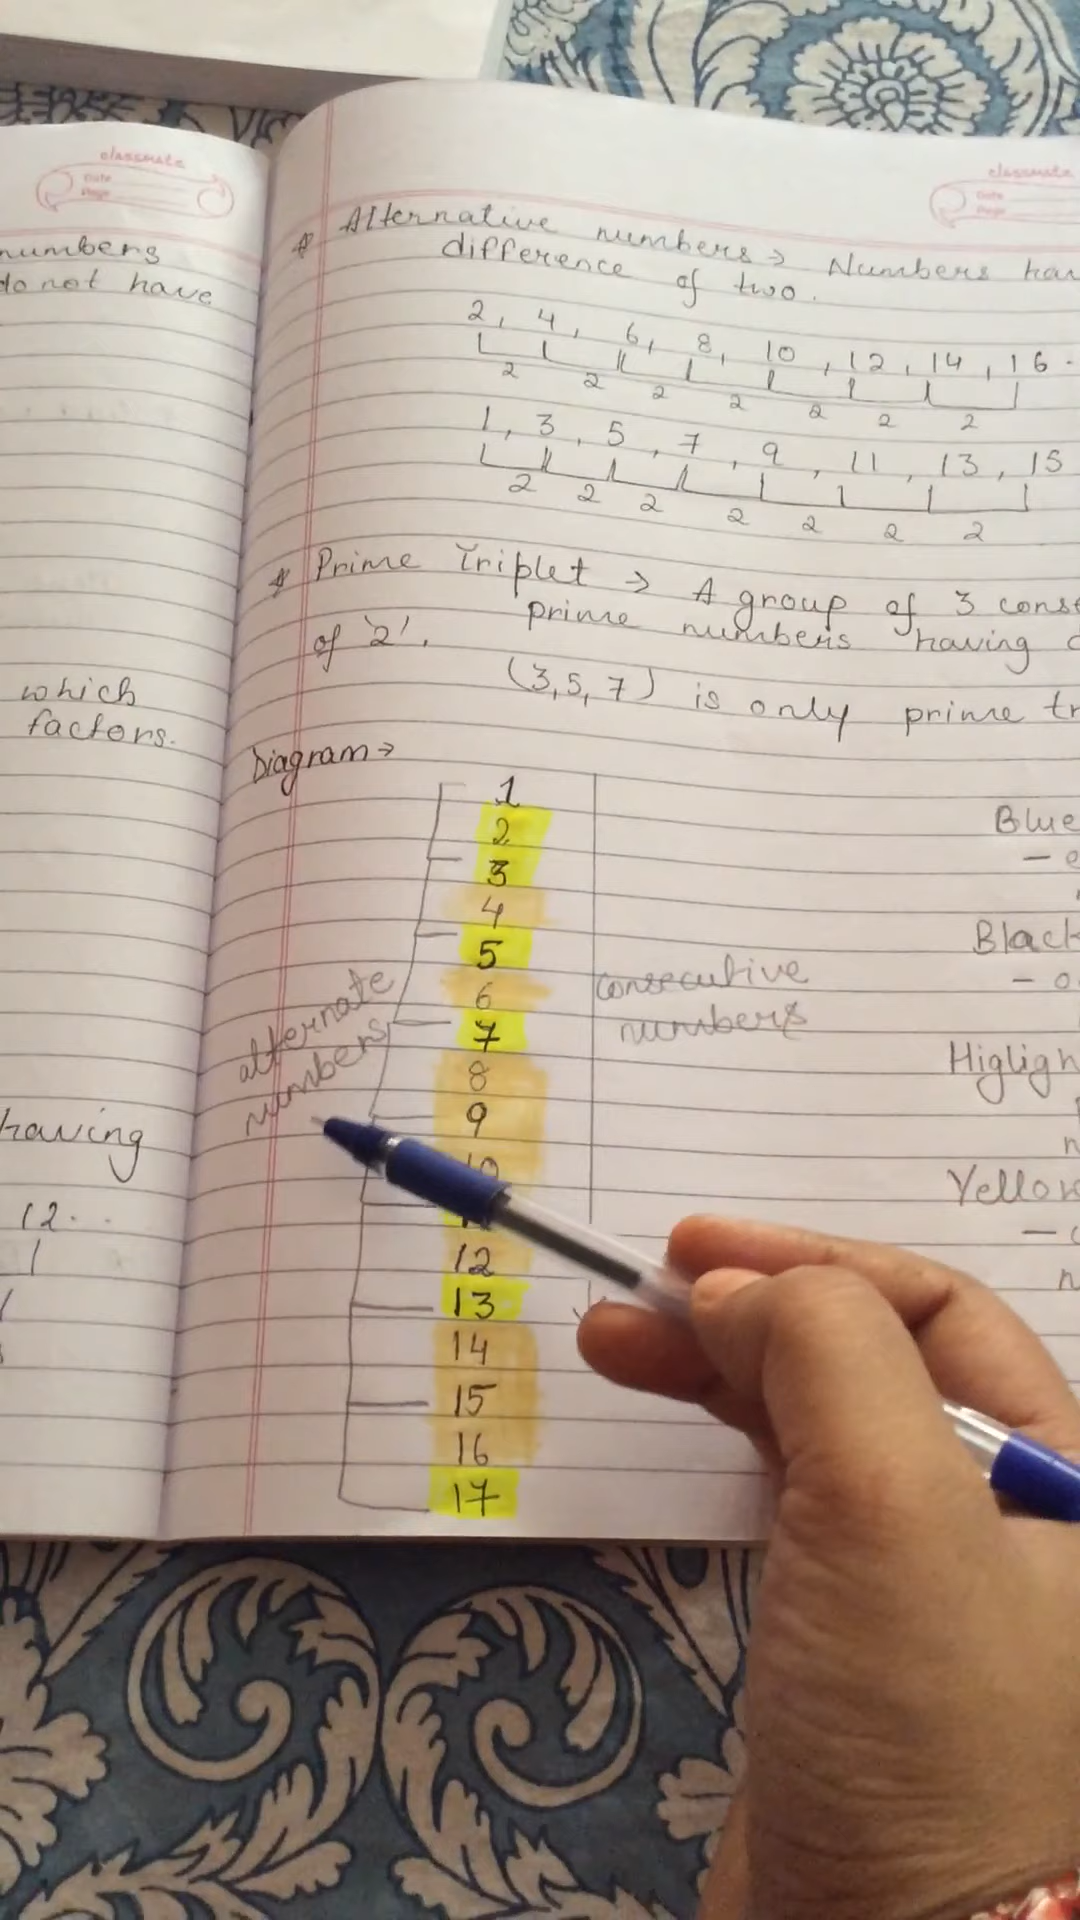 classmate
Date
Page
numbers
do not have
which
factors.
having
12..
1
classmate
Date
Page
* Alternative numbers → Numbers hav
difference of two.
2, 4, 6, 8, 10, 12, 14, 16.
2 2 2 2 2 2 2
1, 3, 5, 7, 9, 11, 13, 15
2 2 2 2 2 2 2
* Prime Triplet → A group of 3 conse
prime numbers having d
of '2'.
(3,5,7) is only prime tr
Diagram→
1
2
3
4
5
6
7
8
9
10
12
13
14
15
16
17
alternate
numbers
consecutive
numbers
Blue
Black
– o
Higligh
n
Yellow
– c
n